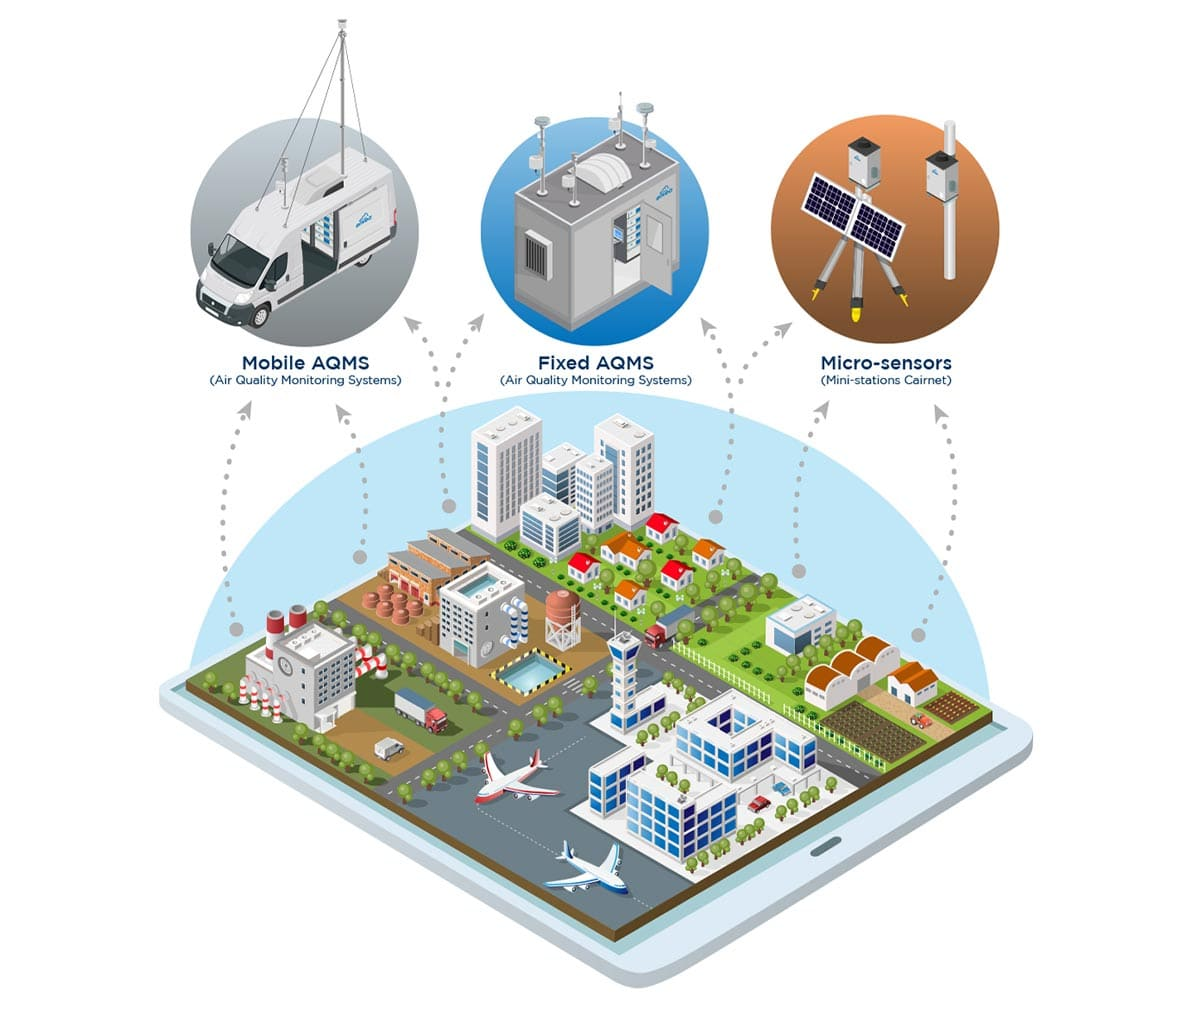 Mobile AQMS
(Air Quality Monitoring Systems)
Fixed AQMS
(Air Quality Monitoring Systems)
Micro-sensors
(Mini-stations Cairnet)